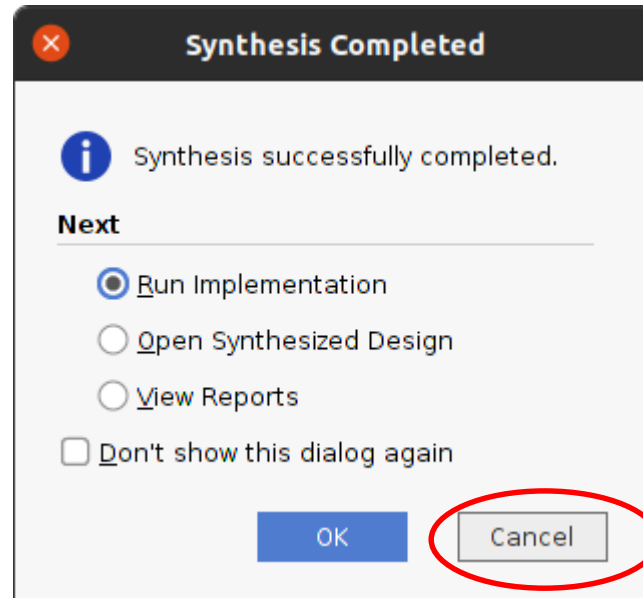 Synthesis Completed
Synthesis successfully completed.
Next
Run Implementation
Open Synthesized Design
View Reports
Don't show this dialog again
OK Cancel